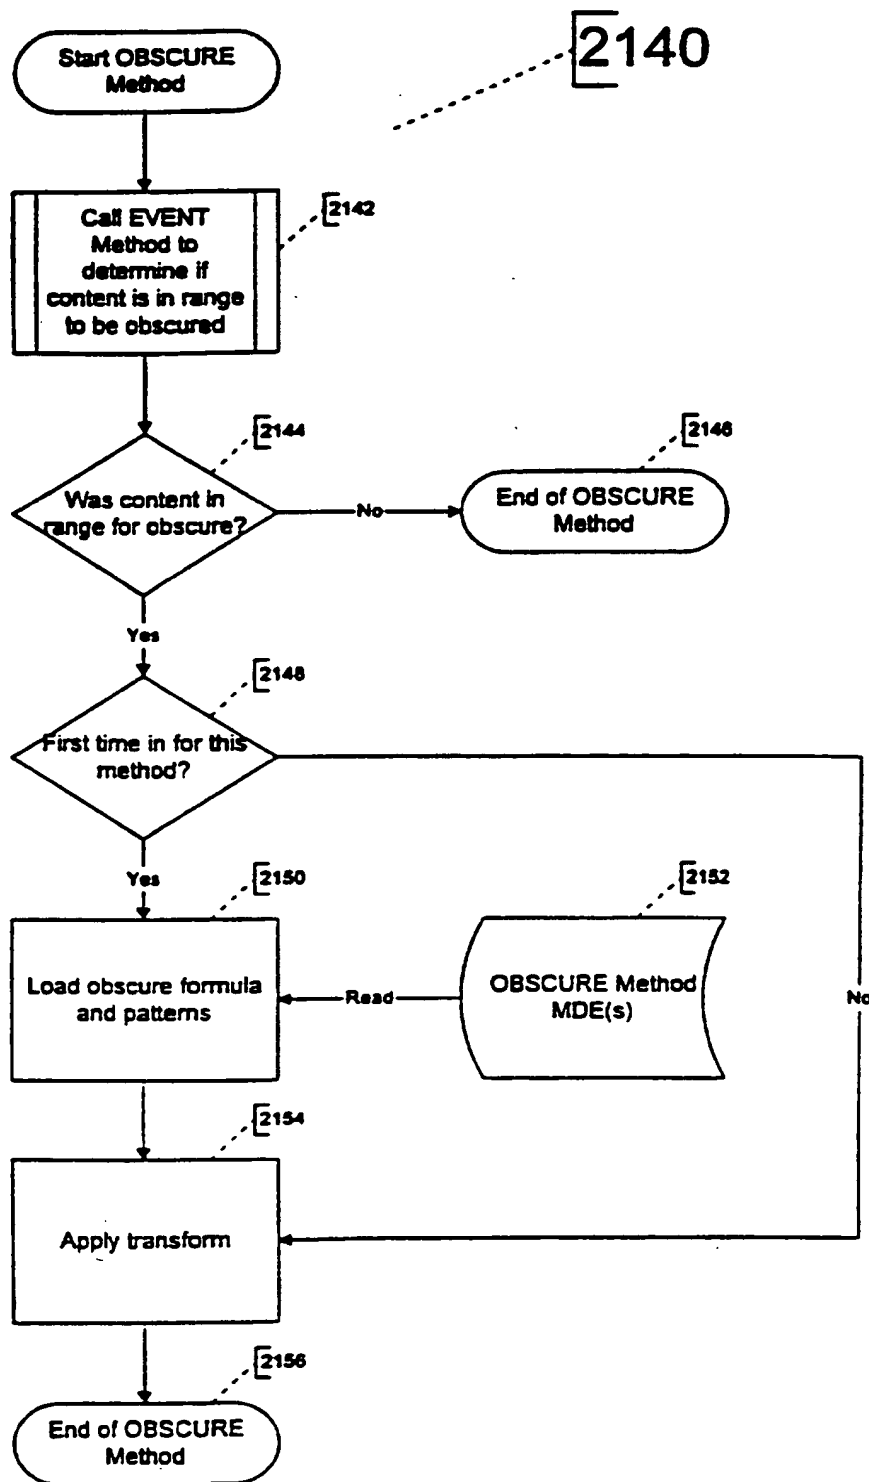 2140
Start OBSCURE
Method
2142
Call EVENT
Method to
determine if
content is in range
to be obscured
2144
Was content in
range for obscure?
No
2146
End of OBSCURE
Method
Yes
2148
First time in for this
method?
Yes
2150
Load obscure formula
and patterns
Read
2152
OBSCURE Method
MDE(s)
No
2154
Apply transform
2156
End of OBSCURE
Method